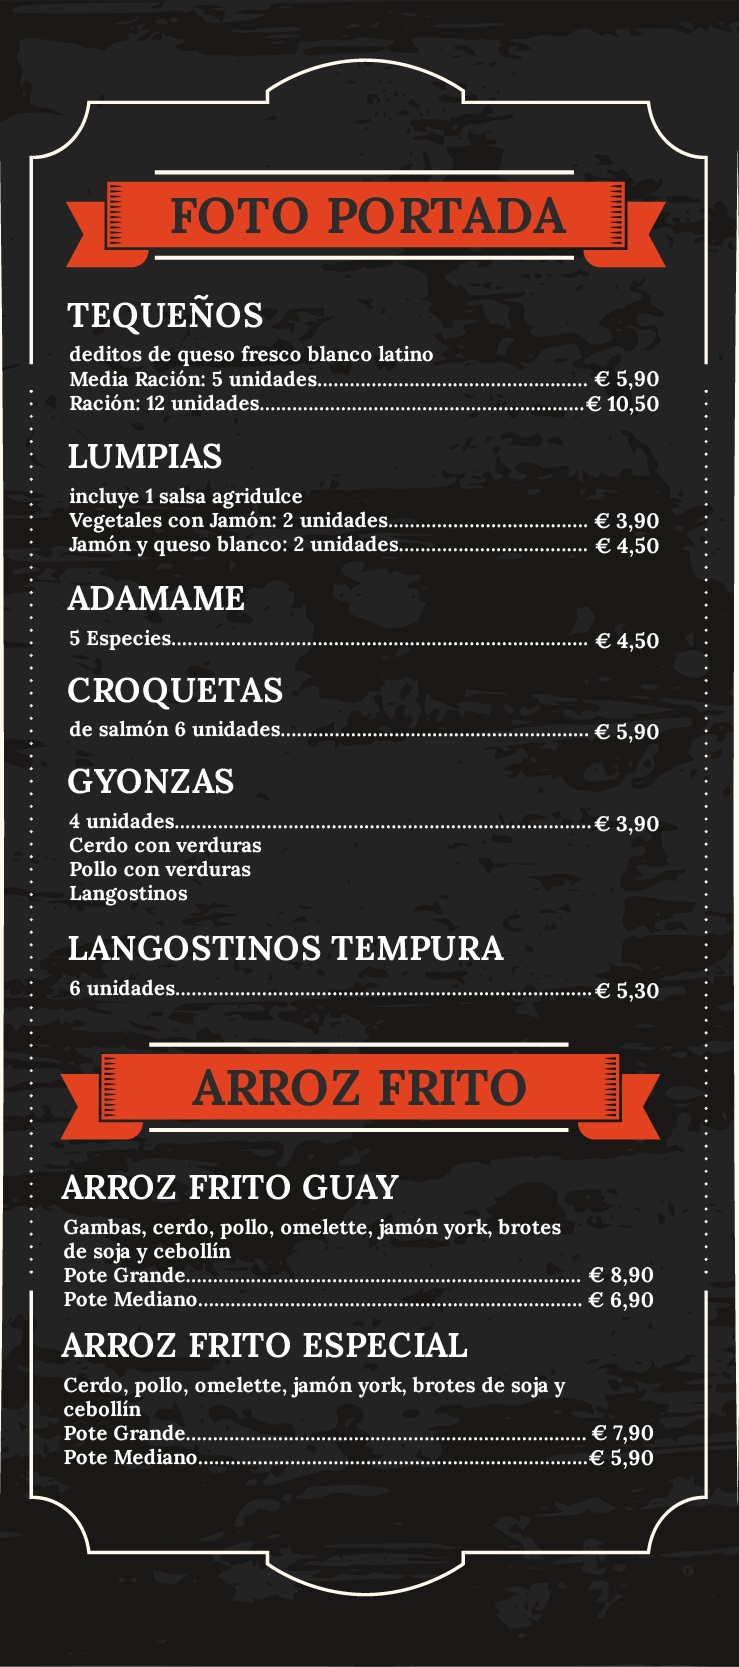 FOTO PORTADA
TEQUEÑOS
deditos de queso fresco blanco latino
Media Ración: 5 unidades.......................................................... € 5,90
Ración: 12 unidades......................................................................€ 10,50
LUMPIAS
incluye 1 salsa agridulce
Vegetales con Jamón: 2 unidades........................................... € 3,90
Jamón y queso blanco: 2 unidades......................................... € 4,50
ADAMAME
5 Especies......................................................................................... € 4,50
CROQUETAS
de salmón 6 unidades.................................................................. € 5,90
GYONZAS
4 unidades.........................................................................................€ 3,90
Cerdo con verduras
Pollo con verduras
Langostinos
LANGOSTINOS TEMPURA
6 unidades.........................................................................................€ 5,30
ARROZ FRITO
ARROZ FRITO GUAY
Gambas, cerdo, pollo, omelette, jamón york, brotes
de soja y cebollín
Pote Grande..................................................................................... € 8,90
Pote Mediano.................................................................................. € 6,90
ARROZ FRITO ESPECIAL
Cerdo, pollo, omelette, jamón york, brotes de soja y
cebollín
Pote Grande...................................................................................... € 7,90
Pote Mediano...................................................................................€ 5,90